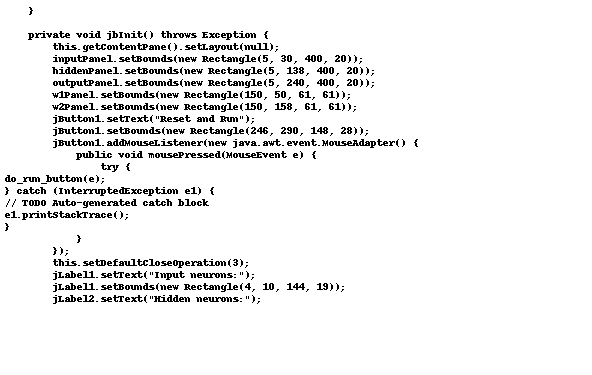 }

    private void jbInit() throws Exception {
        this.getContentPane().setLayout(null);
        inputPanel.setBounds(new Rectangle(5, 30, 400, 20));
        hiddenPanel.setBounds(new Rectangle(5, 138, 400, 20));
        outputPanel.setBounds(new Rectangle(5, 240, 400, 20));
        w1Panel.setBounds(new Rectangle(150, 50, 61, 61));
        w2Panel.setBounds(new Rectangle(150, 158, 61, 61));
        jButton1.setText("Reset and Run");
        jButton1.setBounds(new Rectangle(246, 290, 148, 28));
        jButton1.addMouseListener(new java.awt.event.MouseAdapter() {
            public void mousePressed(MouseEvent e) {
                try {
do_run_button(e);
} catch (InterruptedException e1) {
// TODO Auto-generated catch block
e1.printStackTrace();
}
            }
        });
        this.setDefaultCloseOperation(3);
        jLabel1.setText("Input neurons:");
        jLabel1.setBounds(new Rectangle(4, 10, 144, 19));
        jLabel2.setText("Hidden neurons:");